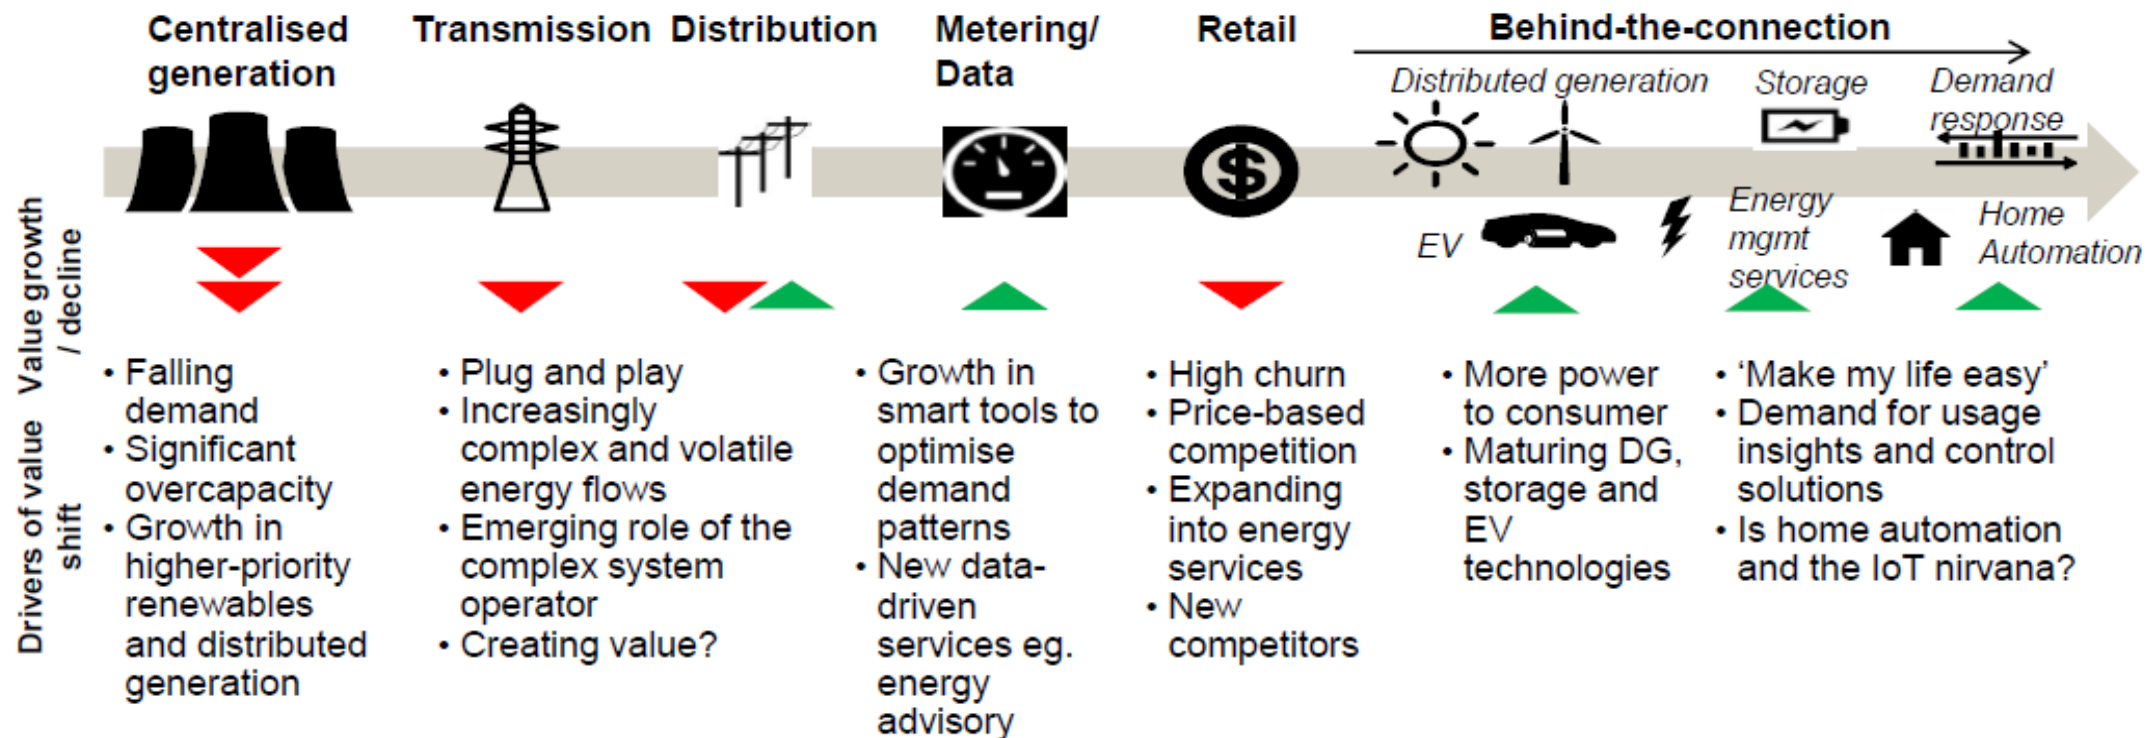 Centralised
generation
Transmission
Distribution
Metering/
Data
Retail
Behind-the-connection
Distributed generation
Storage
Demand
response
EV
Energy
mgmt
services
Home
Automation
Value growth
/ decline
Drivers of value
shift
• Falling
demand
• Significant
overcapacity
• Growth in
higher-priority
renewables
and distributed
generation
• Plug and play
• Increasingly
complex and volatile
energy flows
• Emerging role of the
complex system
operator
• Creating value?
• Growth in
smart tools to
optimise
demand
patterns
• New data-
driven
services eg.
energy
advisory
• High churn
• Price-based
competition
• Expanding
into energy
services
• New
competitors
• More power
to consumer
• Maturing DG,
storage and
EV
technologies
• ‘Make my life easy’
• Demand for usage
insights and control
solutions
• Is home automation
and the IoT nirvana?